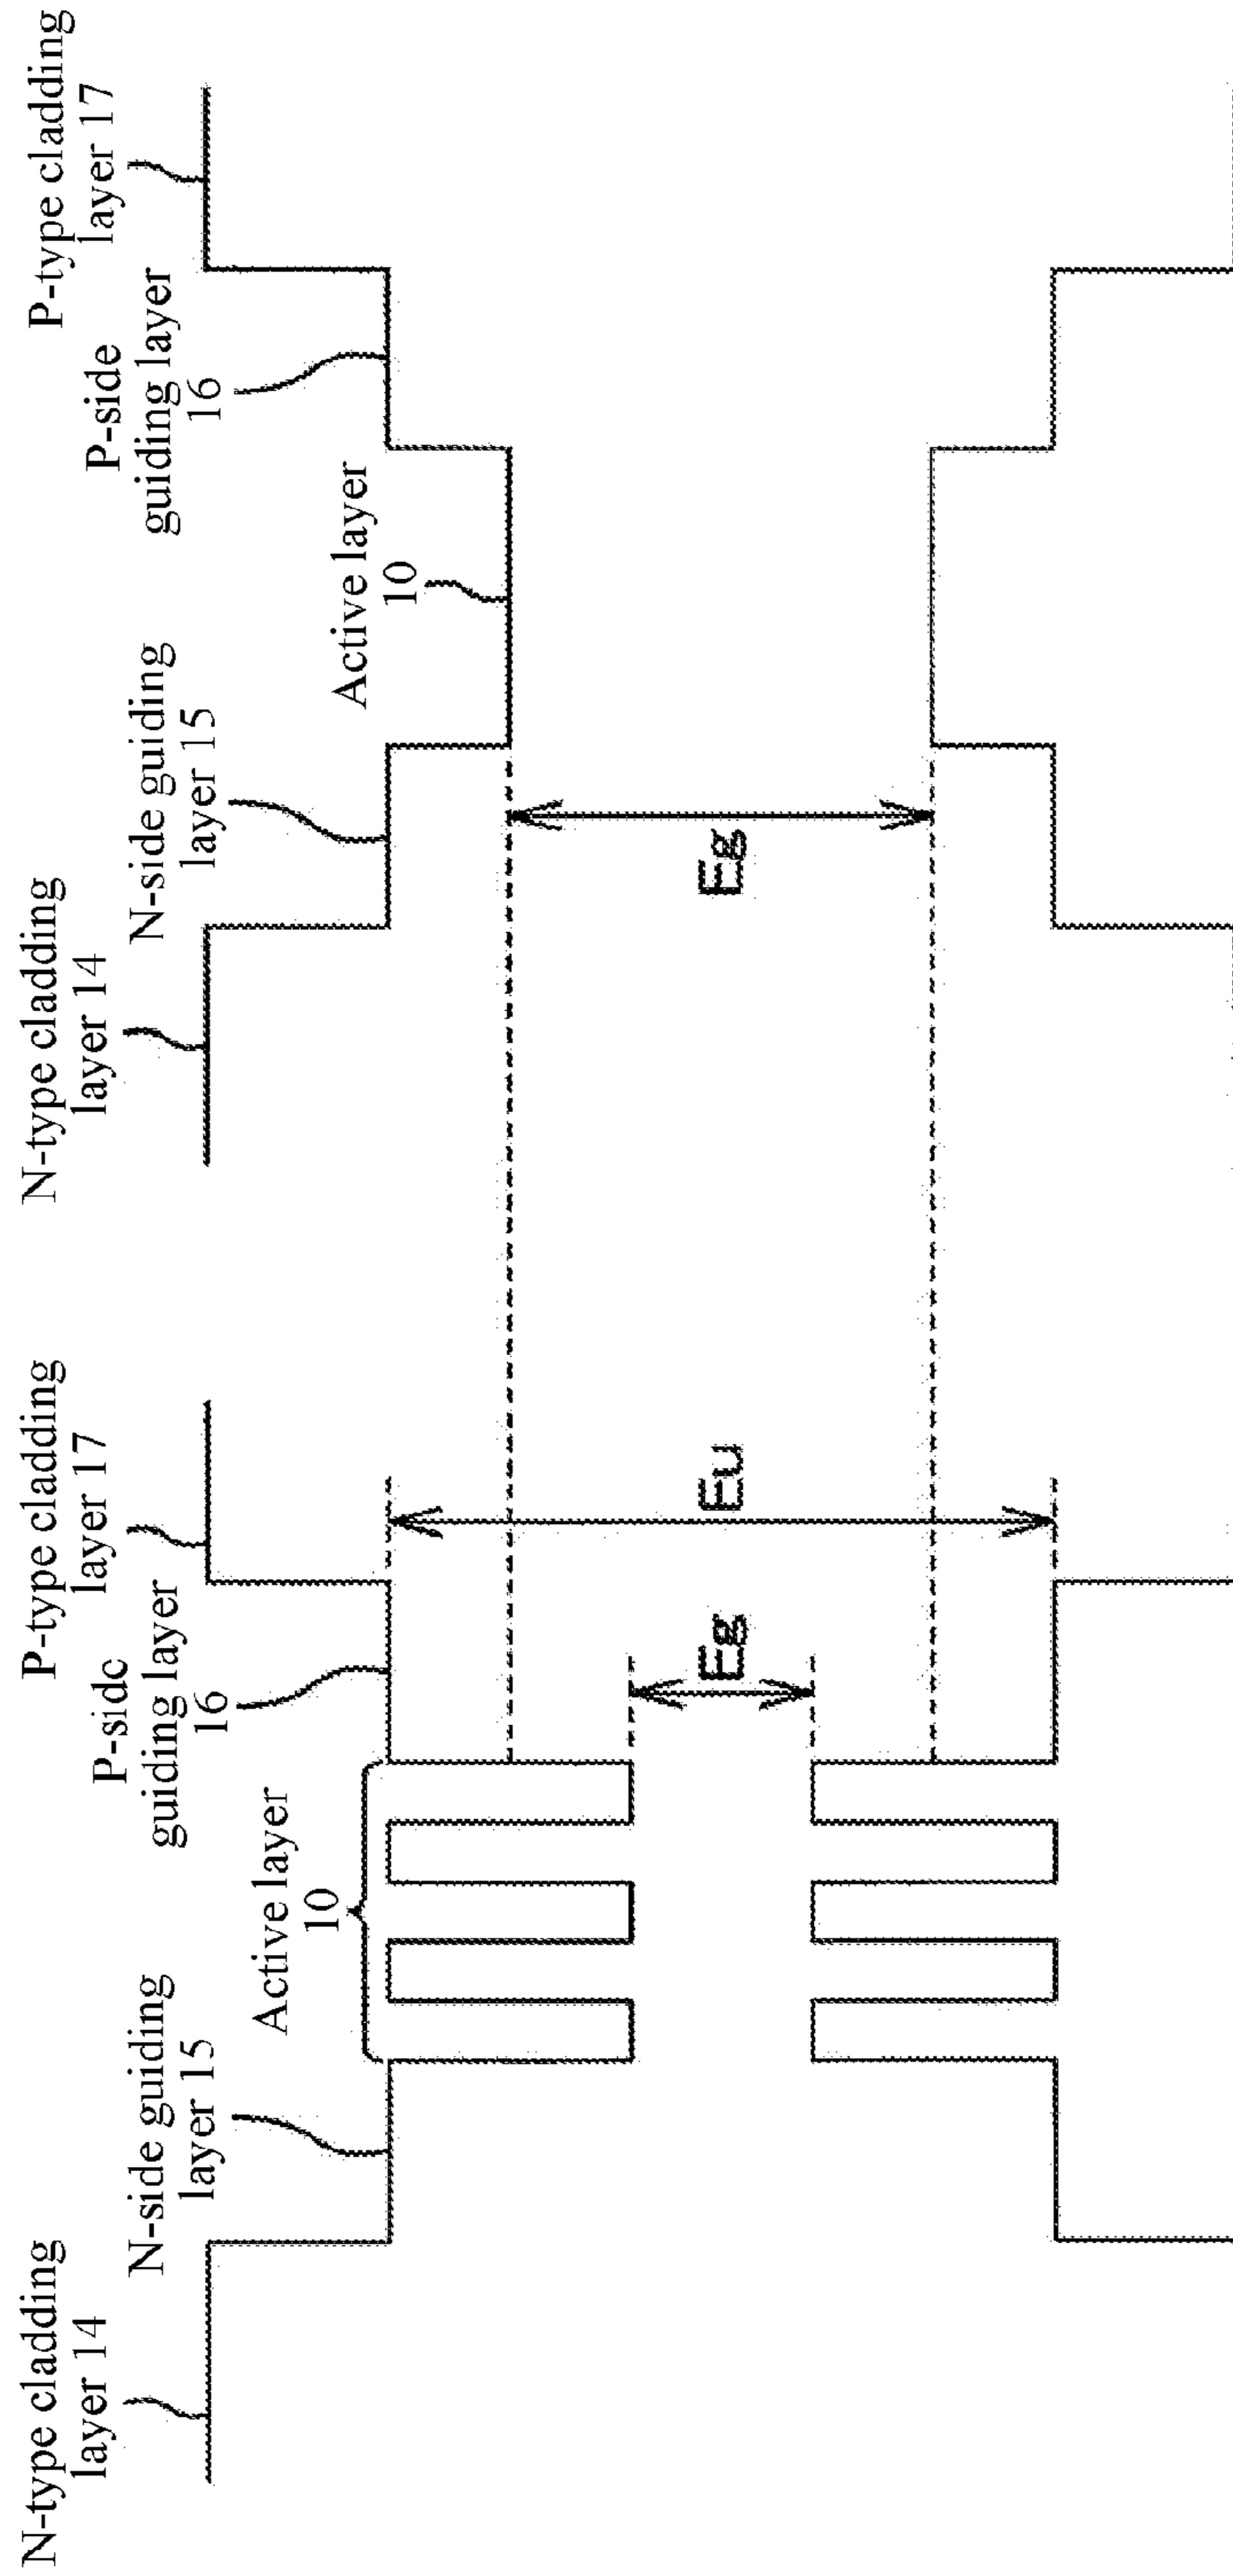 N-type cladding
layer 14
N-side guiding
layer 15
Active layer
10
P-sidc
guiding layer
16
P-type cladding
layer 17
Eg
Eu
N-type cladding
layer 14
N-side guiding
layer 15
Active layer
10
P-side
guiding layer
16
P-type cladding
layer 17
Eg